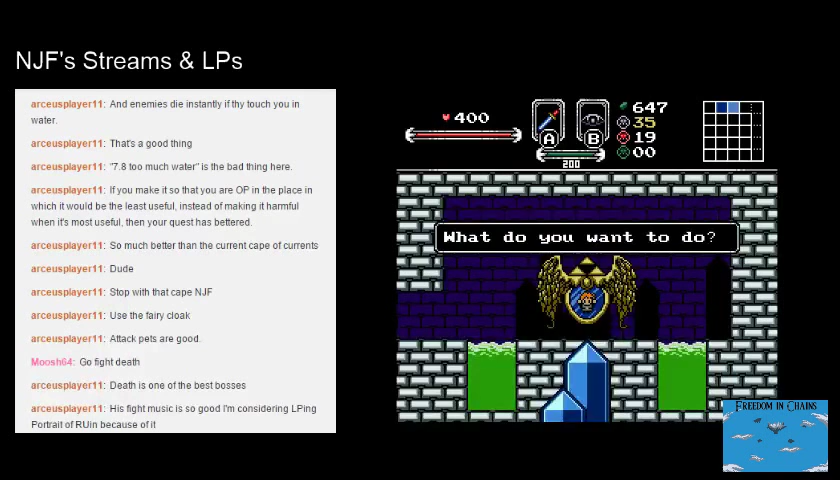 NJF's Streams & LPs
arceusplayer11: And enemies die instantly if thy touch you in
water.
arceusplayer11: That's a good thing
arceusplayer11: "7.8 too much water" is the bad thing here.
arceusplayer11: If you make it so that you are OP in the place in
which it would be the least useful, instead of making it harmful
when it's most useful, then your quest has bettered.
arceusplayer11: So much better than the current cape of currents
arceusplayer11: Dude
arceusplayer11: Stop with that cape NJF
arceusplayer11: Use the fairy cloak
arceusplayer11: Attack pets are good.
Moosh64: Go fight death
arceusplayer11: Death is one of the best bosses
arceusplayer11: His fight music is so good I'm considering LPing
Portrait of RUin because of it
400
A
B
200
647
35
19
00
What do you want to do?
Freedom in Chains